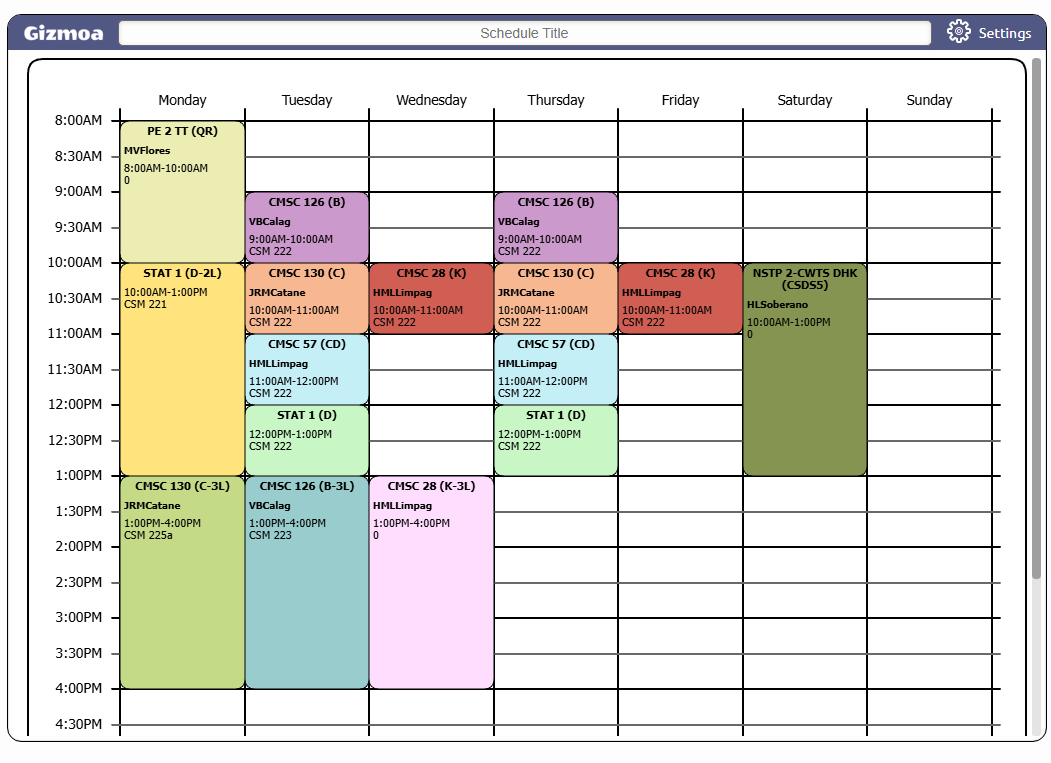 Gizmoa
Schedule Title
Settings
Monday Tuesday Wednesday Thursday Friday Saturday Sunday
8:00AM
8:30AM
9:00AM
9:30AM
10:00AM
10:30AM
11:00AM
11:30AM
12:00PM
12:30PM
1:00PM
1:30PM
2:00PM
2:30PM
3:00PM
3:30PM
4:00PM
4:30PM
PE 2 TT (QR)
MVFlores
8:00AM-10:00AM
0
STAT 1 (D-2L)
10:00AM-1:00PM
CSM 221
CMSC 130 (C-3L)
JRMCatane
1:00PM-4:00PM
CSM 225a
CMSC 126 (B)
VBCalag
9:00AM-10:00AM
CSM 222
CMSC 130 (C)
JRMCatane
10:00AM-11:00AM
CSM 222
CMSC 57 (CD)
HMLLimpag
11:00AM-12:00PM
CSM 222
STAT 1 (D)
12:00PM-1:00PM
CSM 222
CMSC 126 (B-3L)
VBCalag
1:00PM-4:00PM
CSM 223
CMSC 28 (K)
HMLLimpag
10:00AM-11:00AM
CSM 222
CMSC 28 (K-3L)
HMLLimpag
1:00PM-4:00PM
0
CMSC 126 (B)
VBCalag
9:00AM-10:00AM
CSM 222
CMSC 130 (C)
JRMCatane
10:00AM-11:00AM
CSM 222
CMSC 57 (CD)
HMLLimpag
11:00AM-12:00PM
CSM 222
STAT 1 (D)
12:00PM-1:00PM
CSM 222
CMSC 28 (K)
HMLLimpag
10:00AM-11:00AM
CSM 222
NSTP 2-CWTS DHK
(CSDS5)
HLSoberano
10:00AM-1:00PM
0